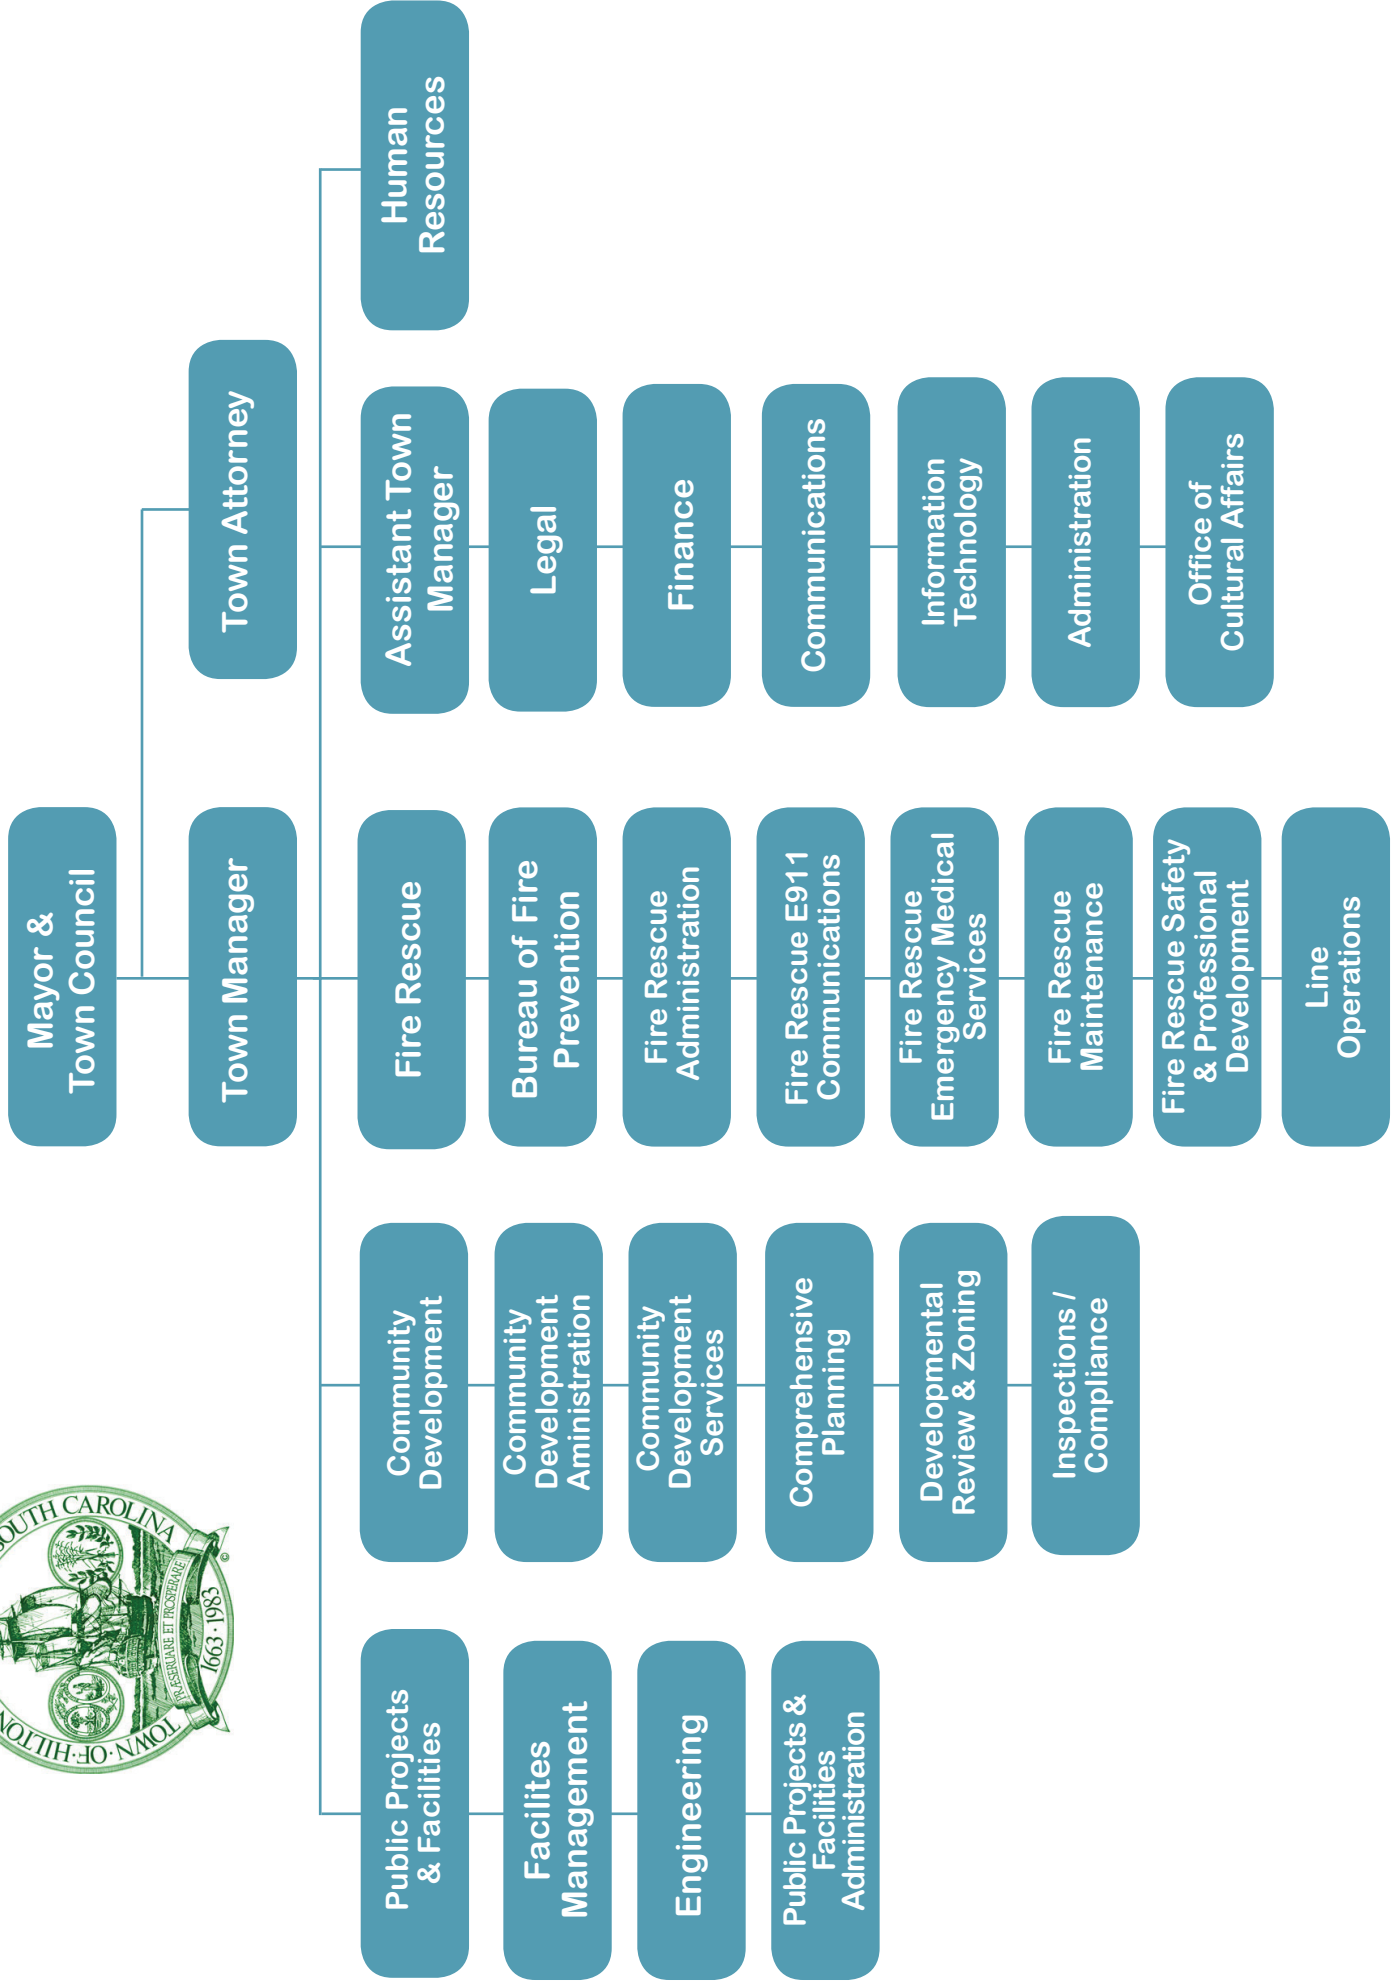 SOUTH CAROLINA
TOWN·OF·HILTON
PRÆSERUARE ET PROSPERARE
1663·1983
©
Mayor &
Town Council
Town Manager
Town Attorney
Public Projects
& Facilities
Facilites
Management
Engineering
Public Projects &
Facilities
Administration
Community
Development
Community
Development
Aministration
Community
Development
Services
Comprehensive
Planning
Developmental
Review & Zoning
Inspections /
Compliance
Fire Rescue
Bureau of Fire
Prevention
Fire Rescue
Administration
Fire Rescue E911
Communications
Fire Rescue
Emergency Medical
Services
Fire Rescue
Maintenance
Fire Rescue Safety
& Professional
Development
Line
Operations
Assistant Town
Manager
Legal
Finance
Communications
Information
Technology
Administration
Office of
Cultural Affairs
Human
Resources